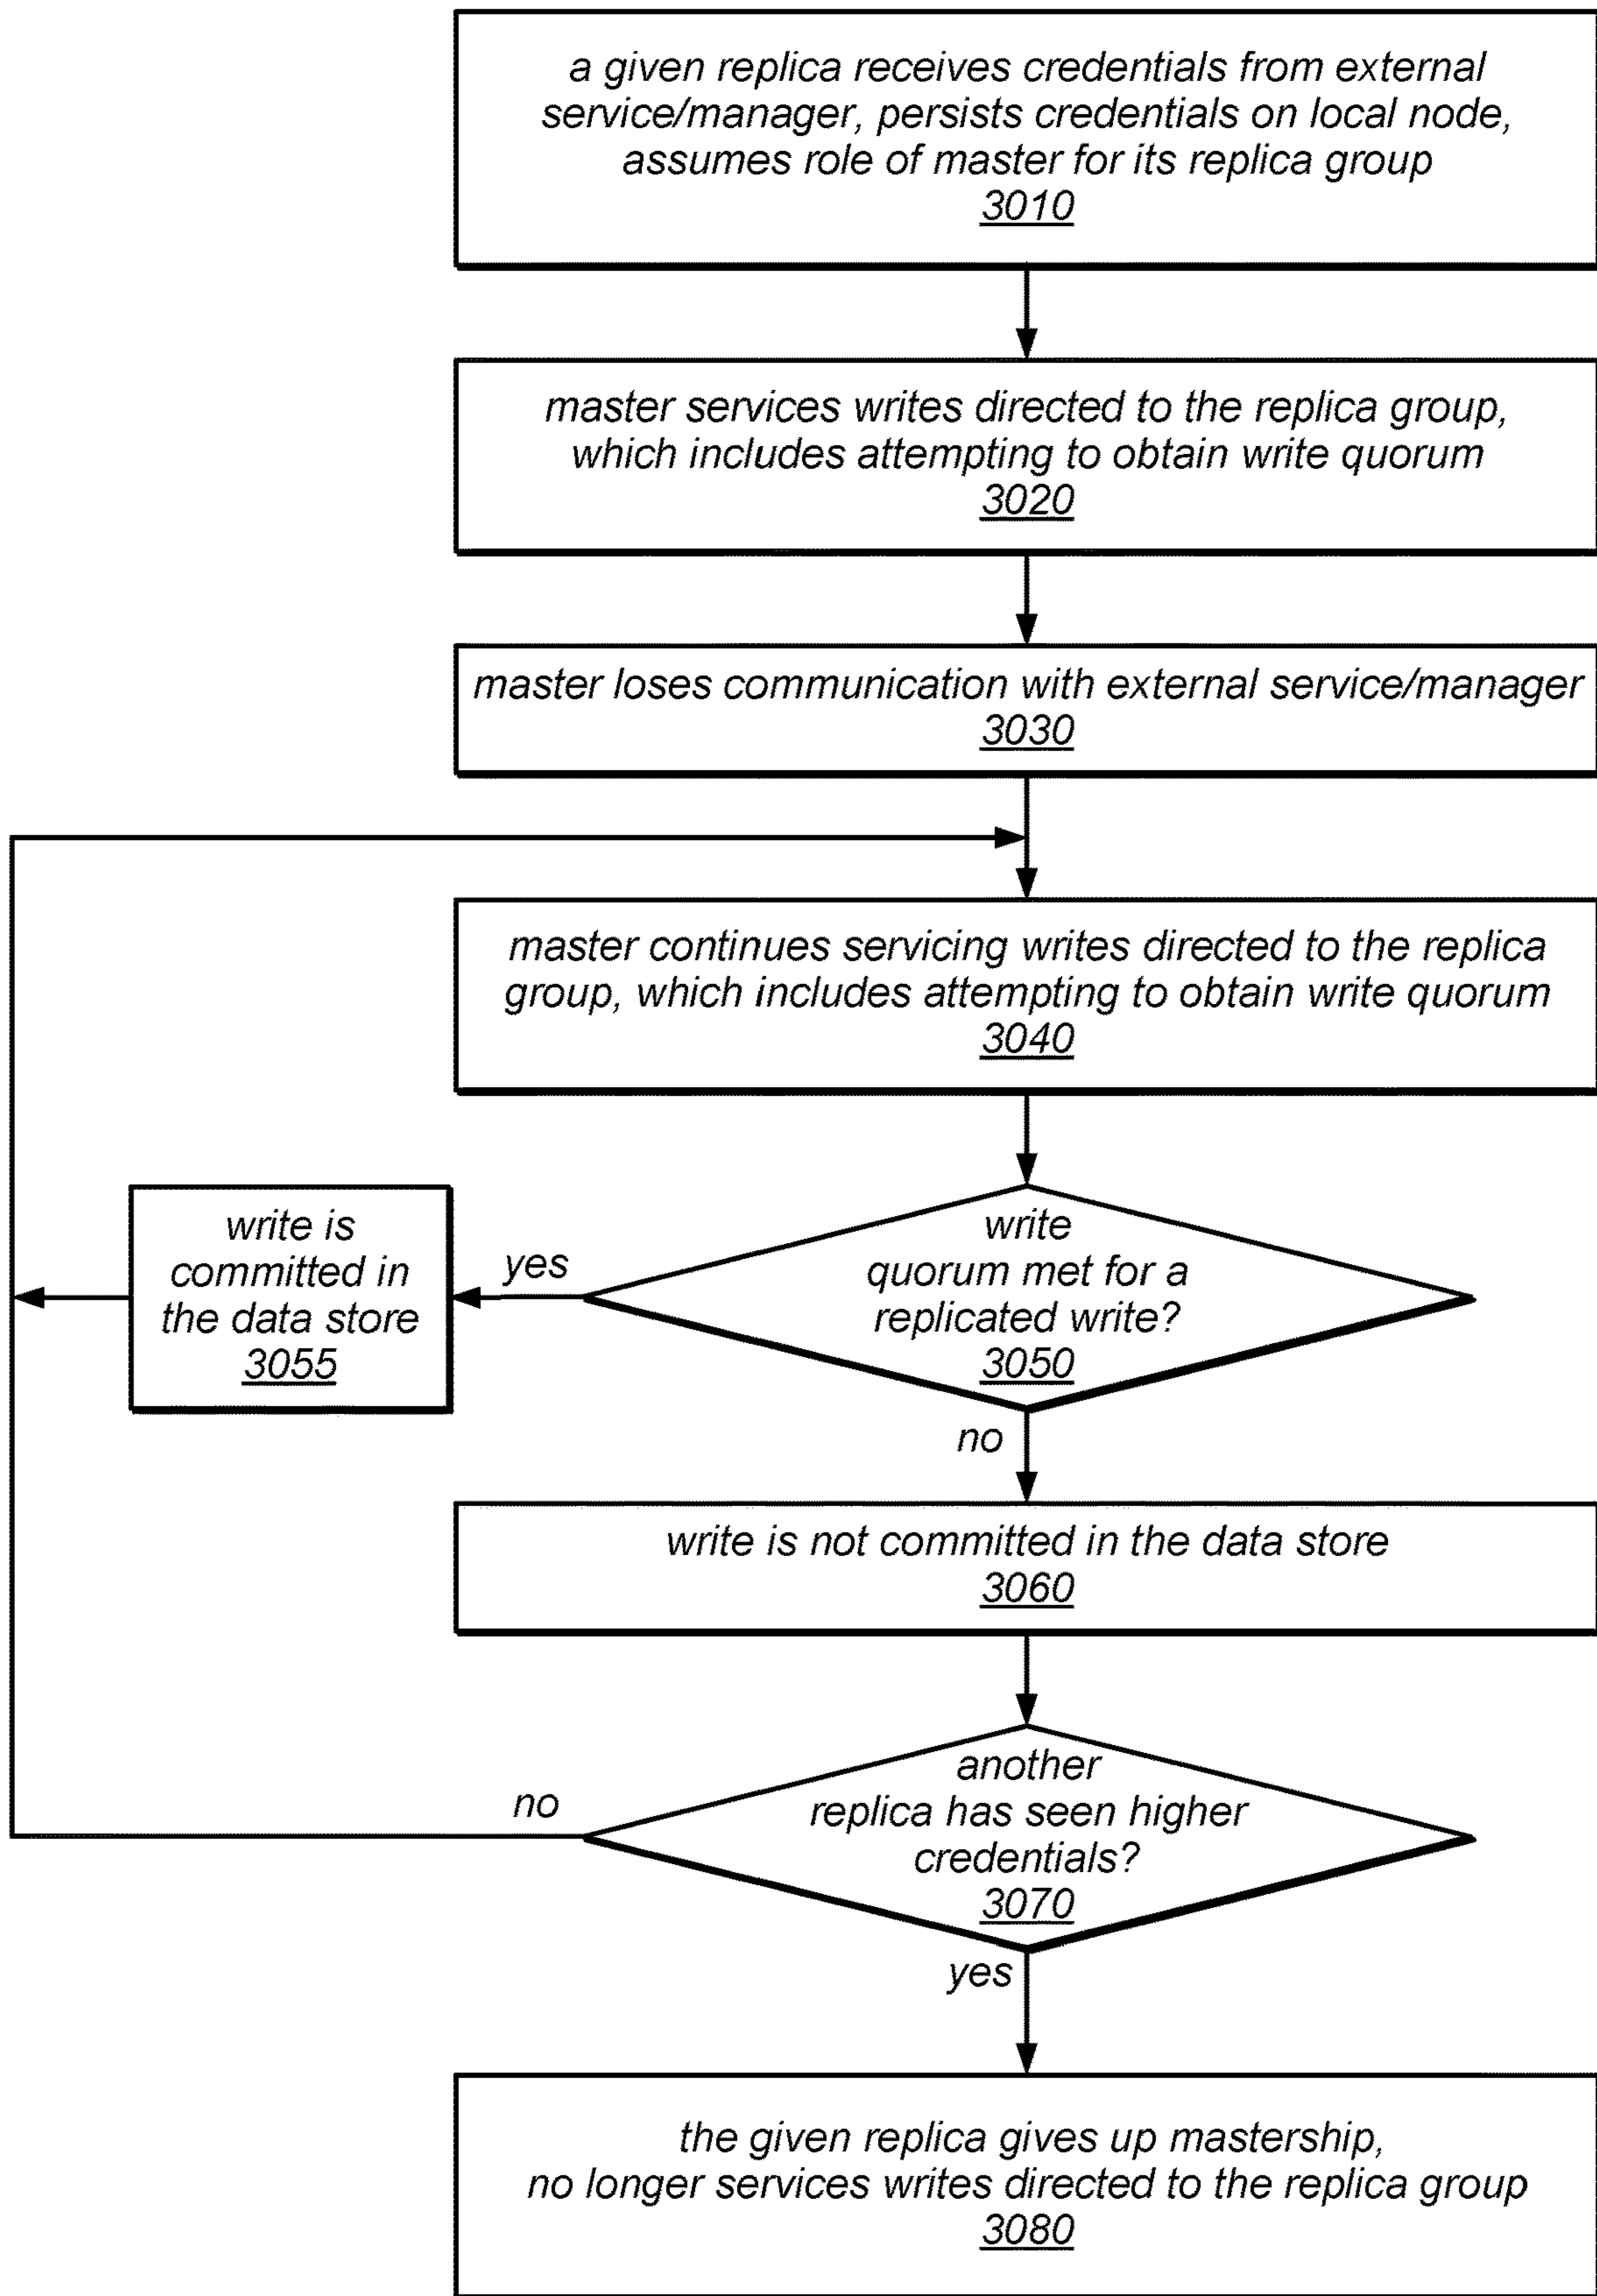 a given replica receives credentials from external
service/manager, persists credentials on local node,
assumes role of master for its replica group
3010
master services writes directed to the replica group,
which includes attempting to obtain write quorum
3020
master loses communication with external service/manager
3030
master continues servicing writes directed to the replica
group, which includes attempting to obtain write quorum
3040
write
quorum met for a
replicated write?
3050
yes
write is
committed in
the data store
3055
no
write is not committed in the data store
3060
another
replica has seen higher
credentials?
3070
no
yes
the given replica gives up mastership,
no longer services writes directed to the replica group
3080